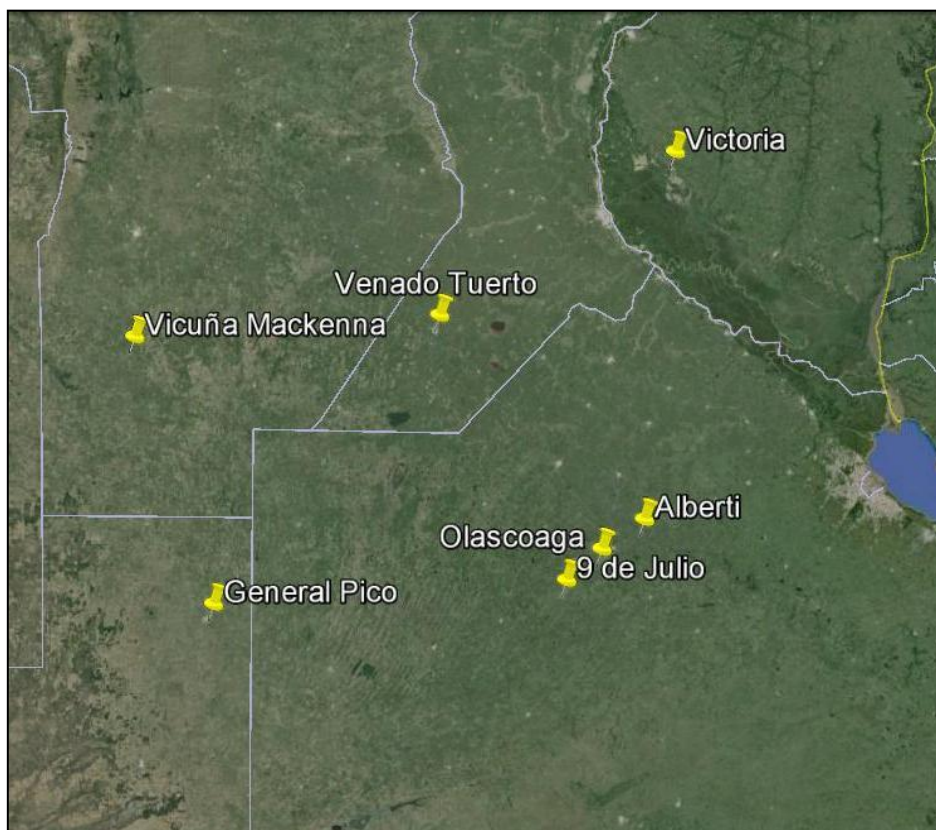 Victoria
Venado Tuerto
Vicuña Mackenna
Alberti
Olascoaga
9 de Julio
General Pico